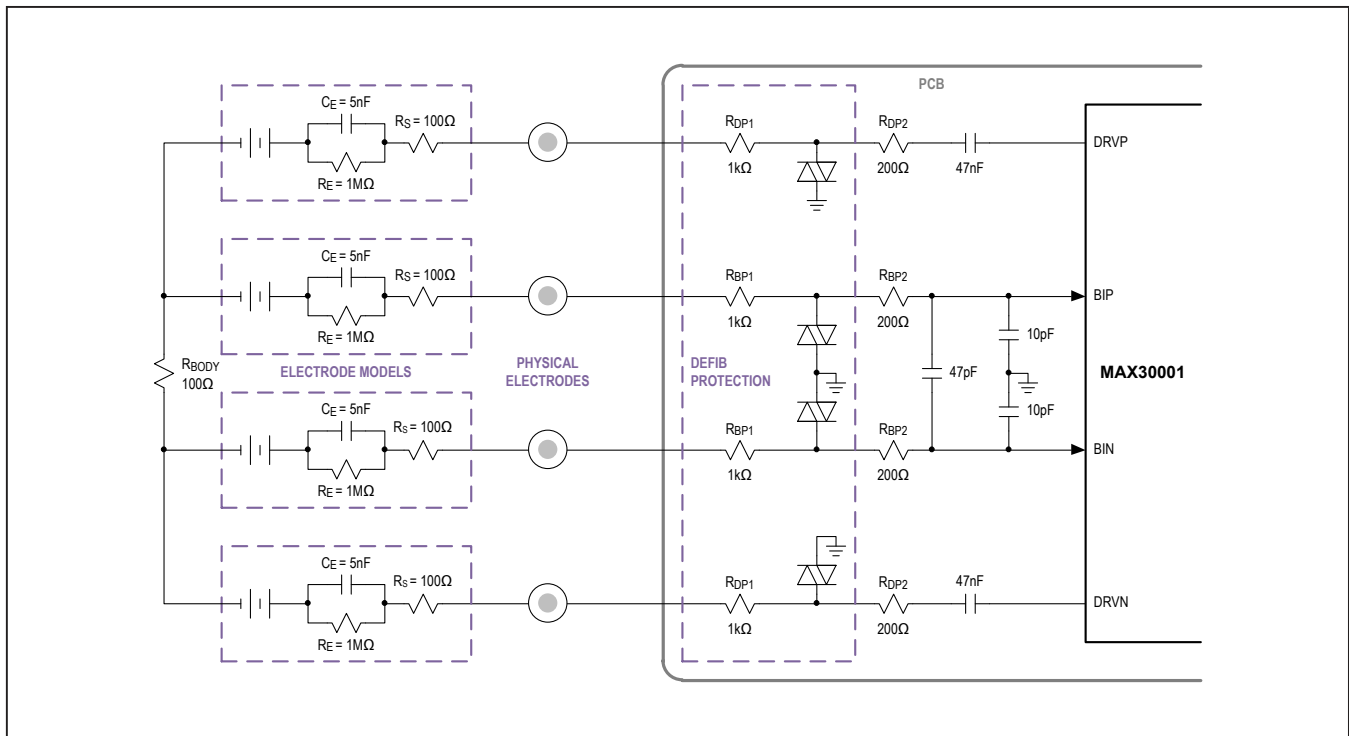 PCB
CE = 5nF
RS = 100Ω
RE = 1MΩ
RDP1
1kΩ
RDP2
200Ω
47nF
DRVP
CE = 5nF
RS = 100Ω
RE = 1MΩ
RBP1
1kΩ
RBP2
200Ω
BIP
10pF
RBODY
100Ω
ELECTRODE MODELS
PHYSICAL
ELECTRODES
DEFIB
PROTECTION
47pF
MAX30001
10pF
CE = 5nF
RS = 100Ω
RE = 1MΩ
RBP1
1kΩ
RBP2
200Ω
BIN
CE = 5nF
RS = 100Ω
RE = 1MΩ
RDP1
1kΩ
RDP2
200Ω
47nF
DRVN